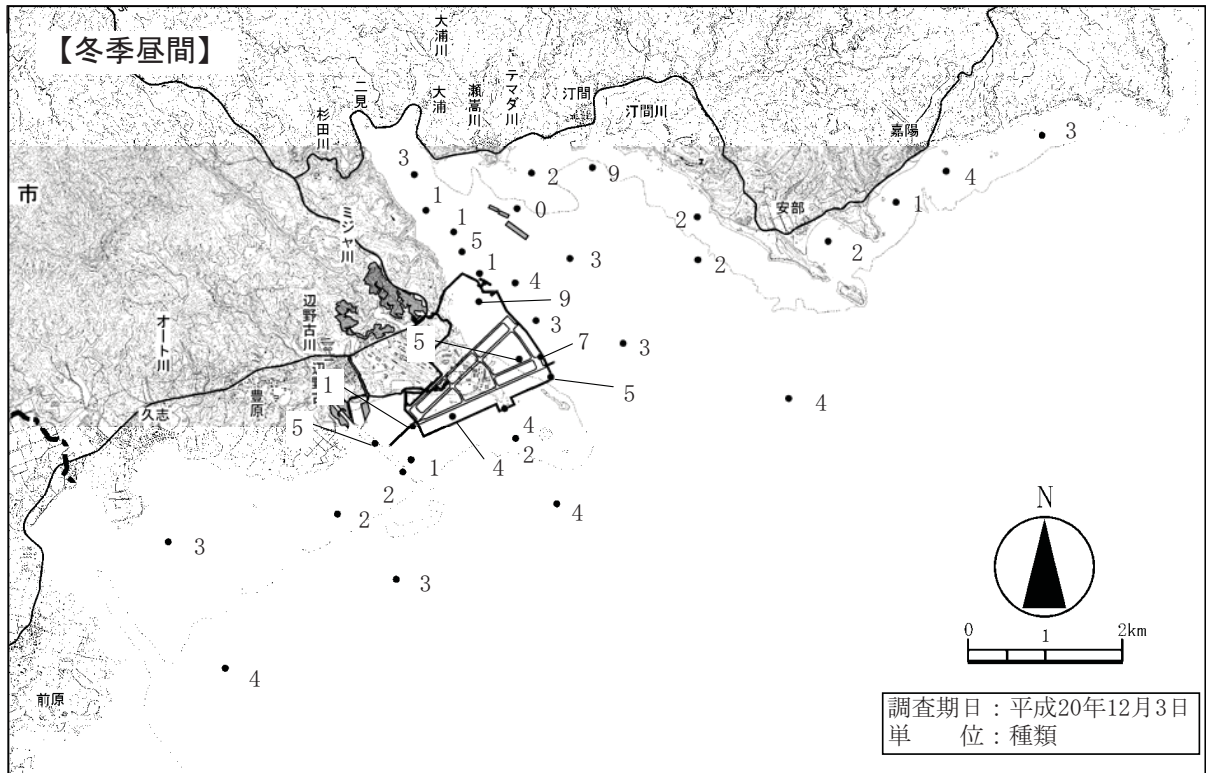 【冬季昼間】
大浦川
二見
大浦
瀬嵩川
テマダ川
汀間
汀間川
杉田川
嘉陽
3
市
3
2
9
4
1
0
2
安部
1
1
5
ミジャ川
2
3
2
1
4
9
辺野古川
3
オート川
5
7
3
1
豊原
5
久志
4
5
4
4
2
1
2
2
4
3
3
4
前原
N
0 1 2km
調査期日：平成20年12月3日
単　　位：種類